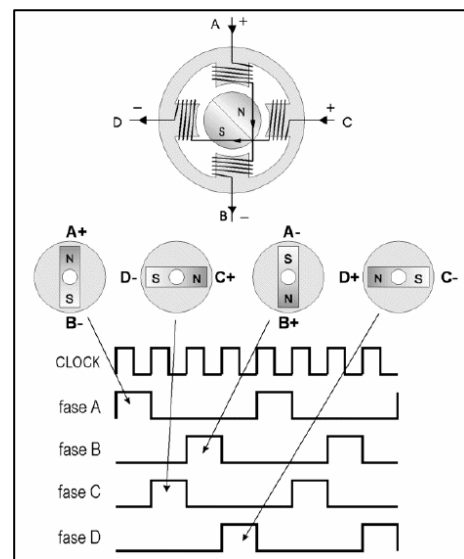 A +
N
− D S + C
B −
A+ A-
N D- S N C+ S D+ N S C-
S N
B- B+
CLOCK
fase A
fase B
fase C
fase D